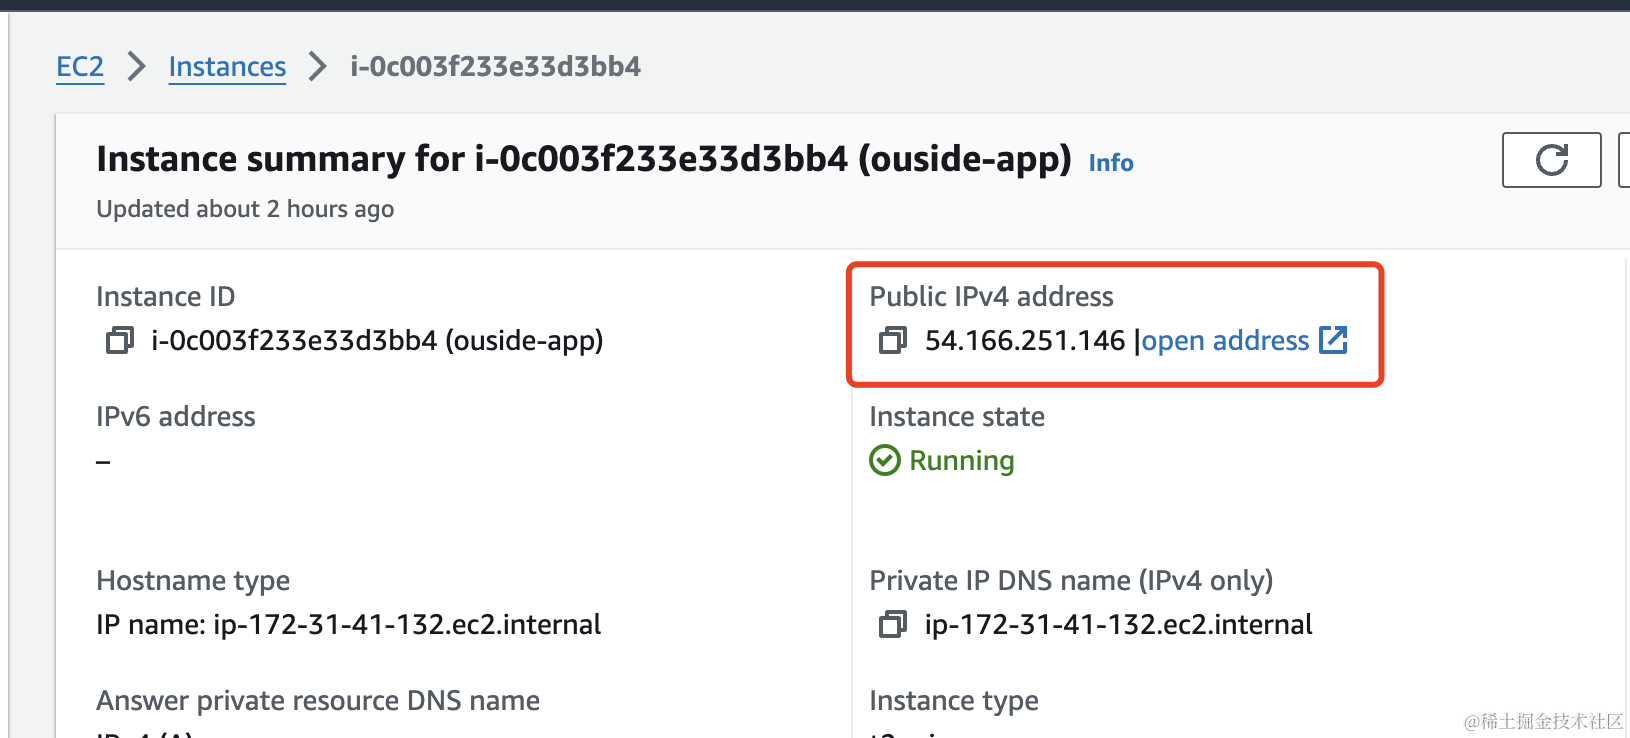 EC2 Instances i-0c003f233e33d3bb4
Instance summary for i-0c003f233e33d3bb4 (ouside-app) Info
Updated about 2 hours ago
Instance ID
i-0c003f233e33d3bb4 (ouside-app)
Public IPv4 address
54.166.251.146 |open address
IPv6 address
–
Instance state
Running
Hostname type
IP name: ip-172-31-41-132.ec2.internal
Private IP DNS name (IPv4 only)
ip-172-31-41-132.ec2.internal
Answer private resource DNS name
IPv4 (A)
Instance type
@稀土掘金技术社区